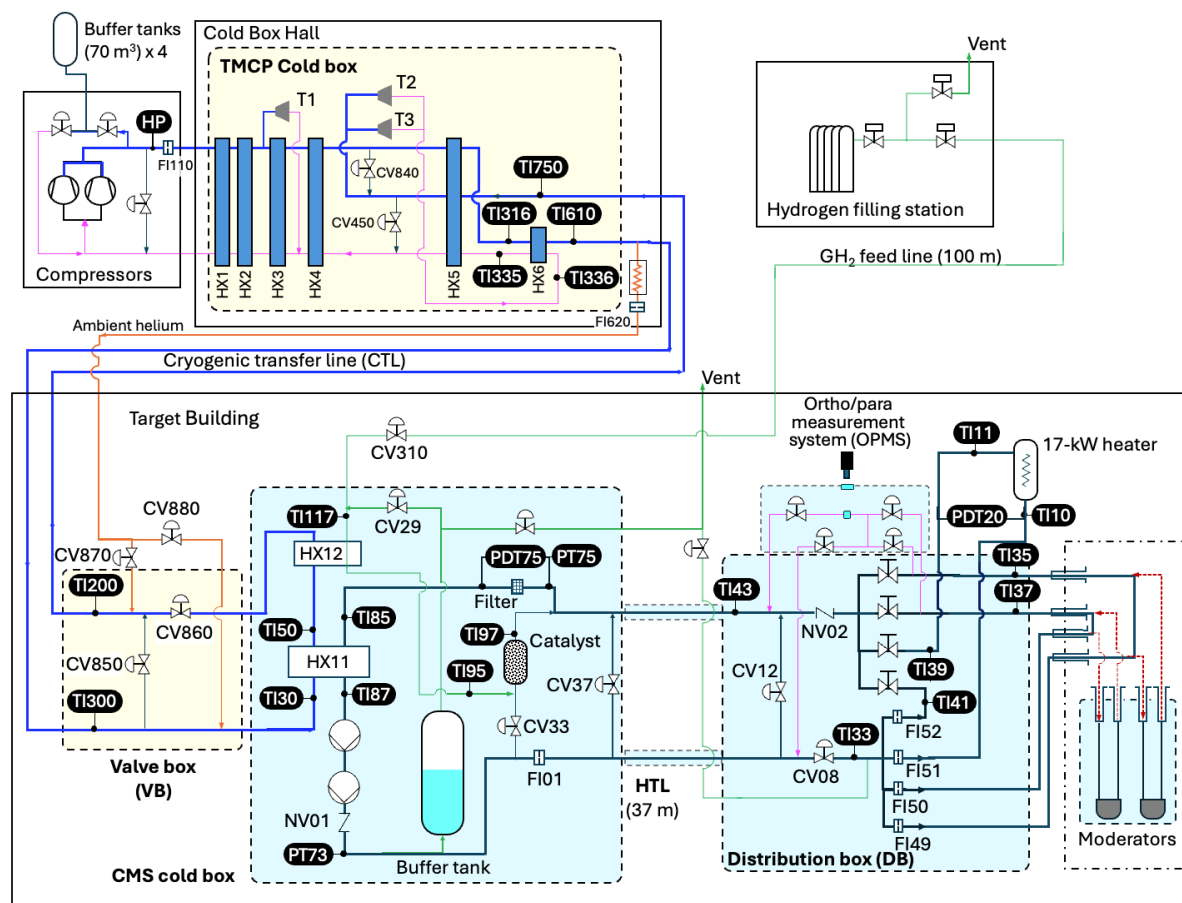 Buffer tanks
(70 m³) x 4
Cold Box Hall
TMCP Cold box
Vent
T1
T2
T3
HP
FI110
CV840
TI750
CV450
TI316
TI610
Hydrogen filling station
Compressors
HX1
HX2
HX3
HX4
HX5
HX6
TI335
TI336
GH₂ feed line (100 m)
FI620
Ambient helium
Cryogenic transfer line (CTL)
Vent
Target Building
Ortho/para
measurement
system (OPMS)
TI11
17-kW heater
CV310
CV880
TI117
CV29
PDT20
TI10
CV870
HX12
PDT75
PT75
TI35
TI200
Filter
TI43
TI37
CV860
TI50
TI85
NV02
TI97
Catalyst
CV850
HX11
TI39
TI95
CV37
CV12
TI30
TI87
TI41
TI300
CV33
FI52
TI33
Valve box
(VB)
FI01
HTL
(37 m)
CV08
FI51
FI50
NV01
Moderators
FI49
PT73
Buffer tank
Distribution box (DB)
CMS cold box